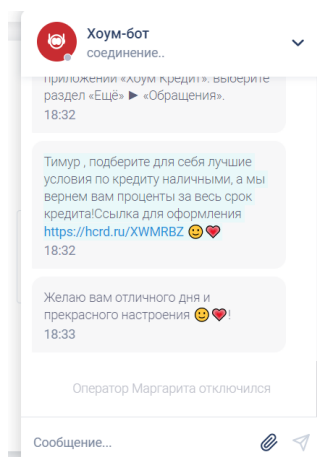 Хоум-бот
соединение..
приложении «Хоум Кредит»: выберите
раздел «Ещё» ► «Обращения».
18:32
Тимур , подберите для себя лучшие
условия по кредиту наличными, а мы
вернем вам проценты за весь срок
кредита!Ссылка для оформления
https://hcrd.ru/XWMRBZ 🙂💖
18:32
Желаю вам отличного дня и
прекрасного настроения 🙂💖!
18:33
Оператор Маргарита отключился
Сообщение...